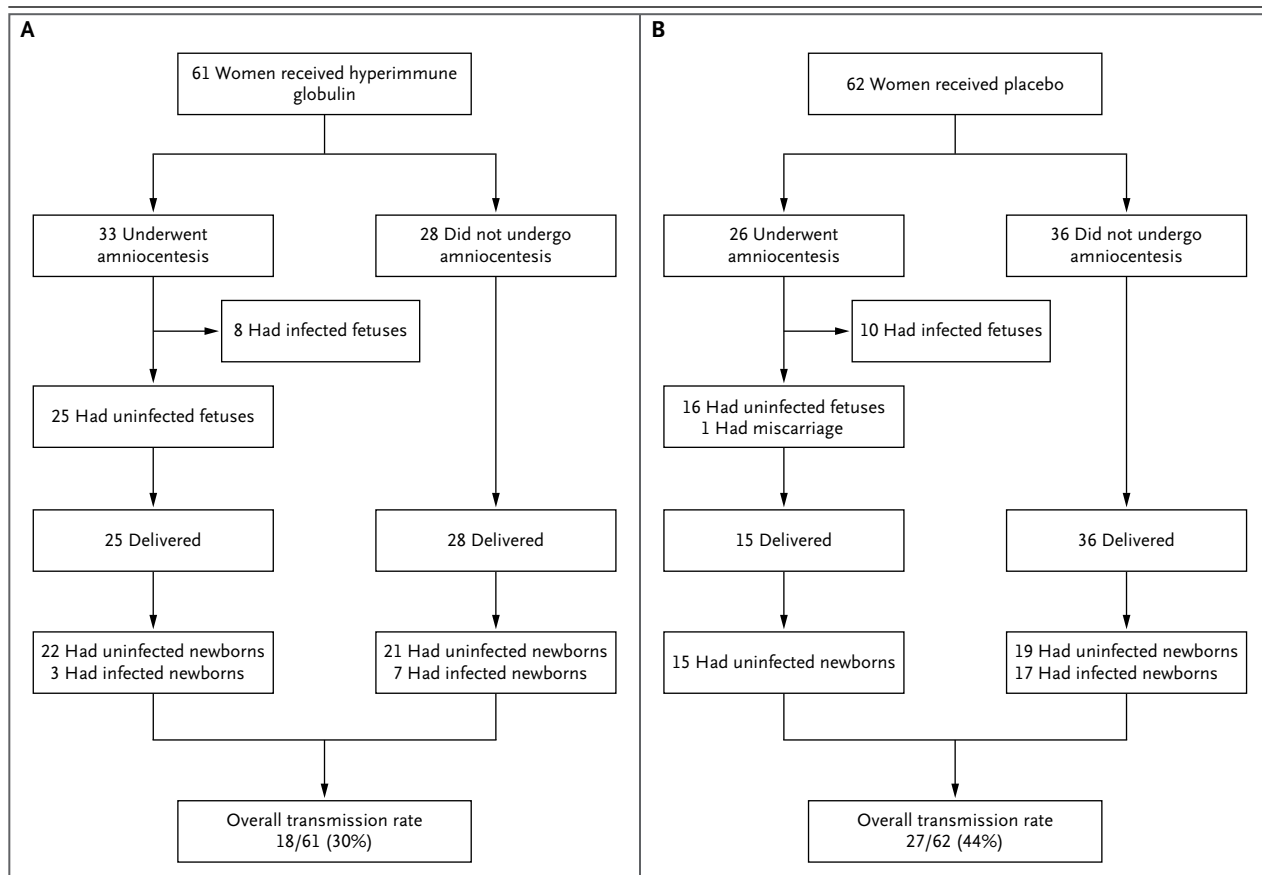 A
61 Women received hyperimmune
globulin
33 Underwent
amniocentesis
28 Did not undergo
amniocentesis
8 Had infected fetuses
25 Had uninfected fetuses
25 Delivered
28 Delivered
22 Had uninfected newborns
3 Had infected newborns
21 Had uninfected newborns
7 Had infected newborns
Overall transmission rate
18/61 (30%)
B
62 Women received placebo
26 Underwent
amniocentesis
36 Did not undergo
amniocentesis
10 Had infected fetuses
16 Had uninfected fetuses
1 Had miscarriage
15 Delivered
36 Delivered
15 Had uninfected newborns
19 Had uninfected newborns
17 Had infected newborns
Overall transmission rate
27/62 (44%)